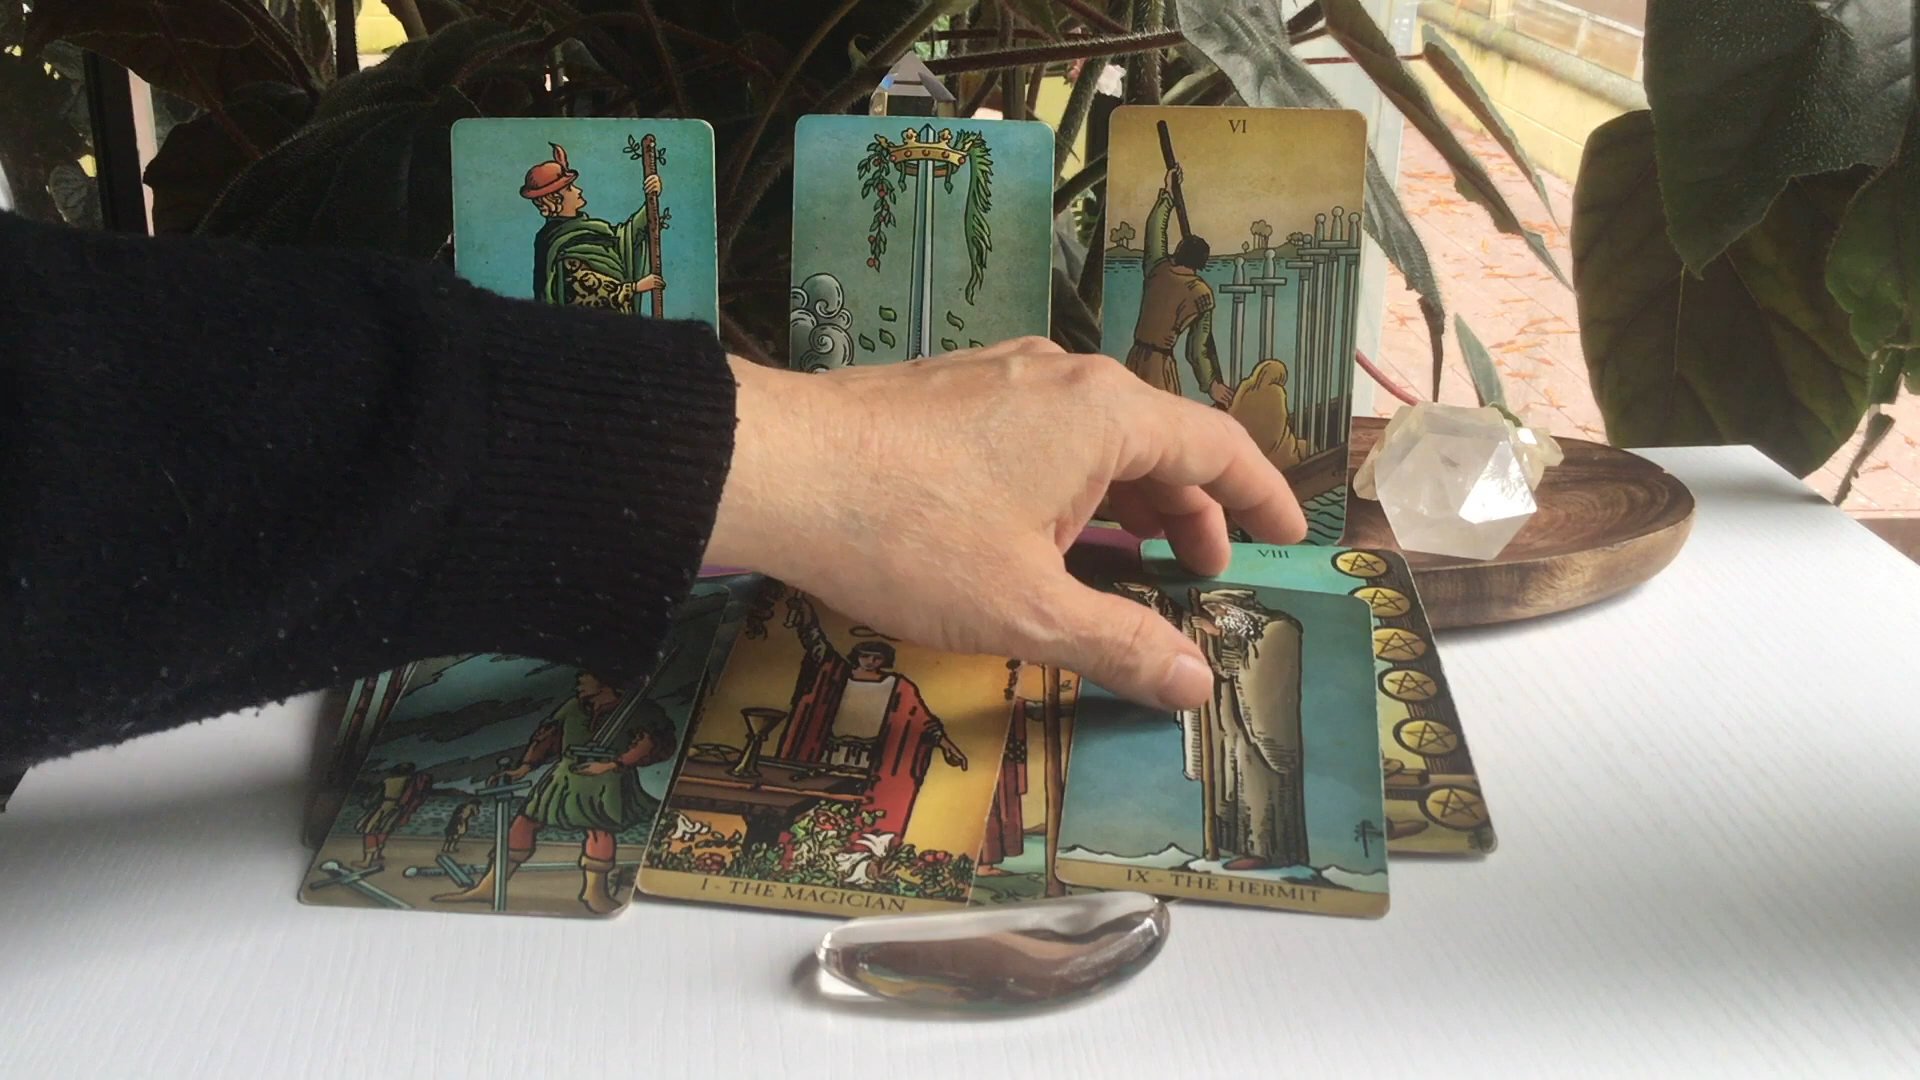 VI
VIII
I - THE MAGICIAN
IX - THE HERMIT